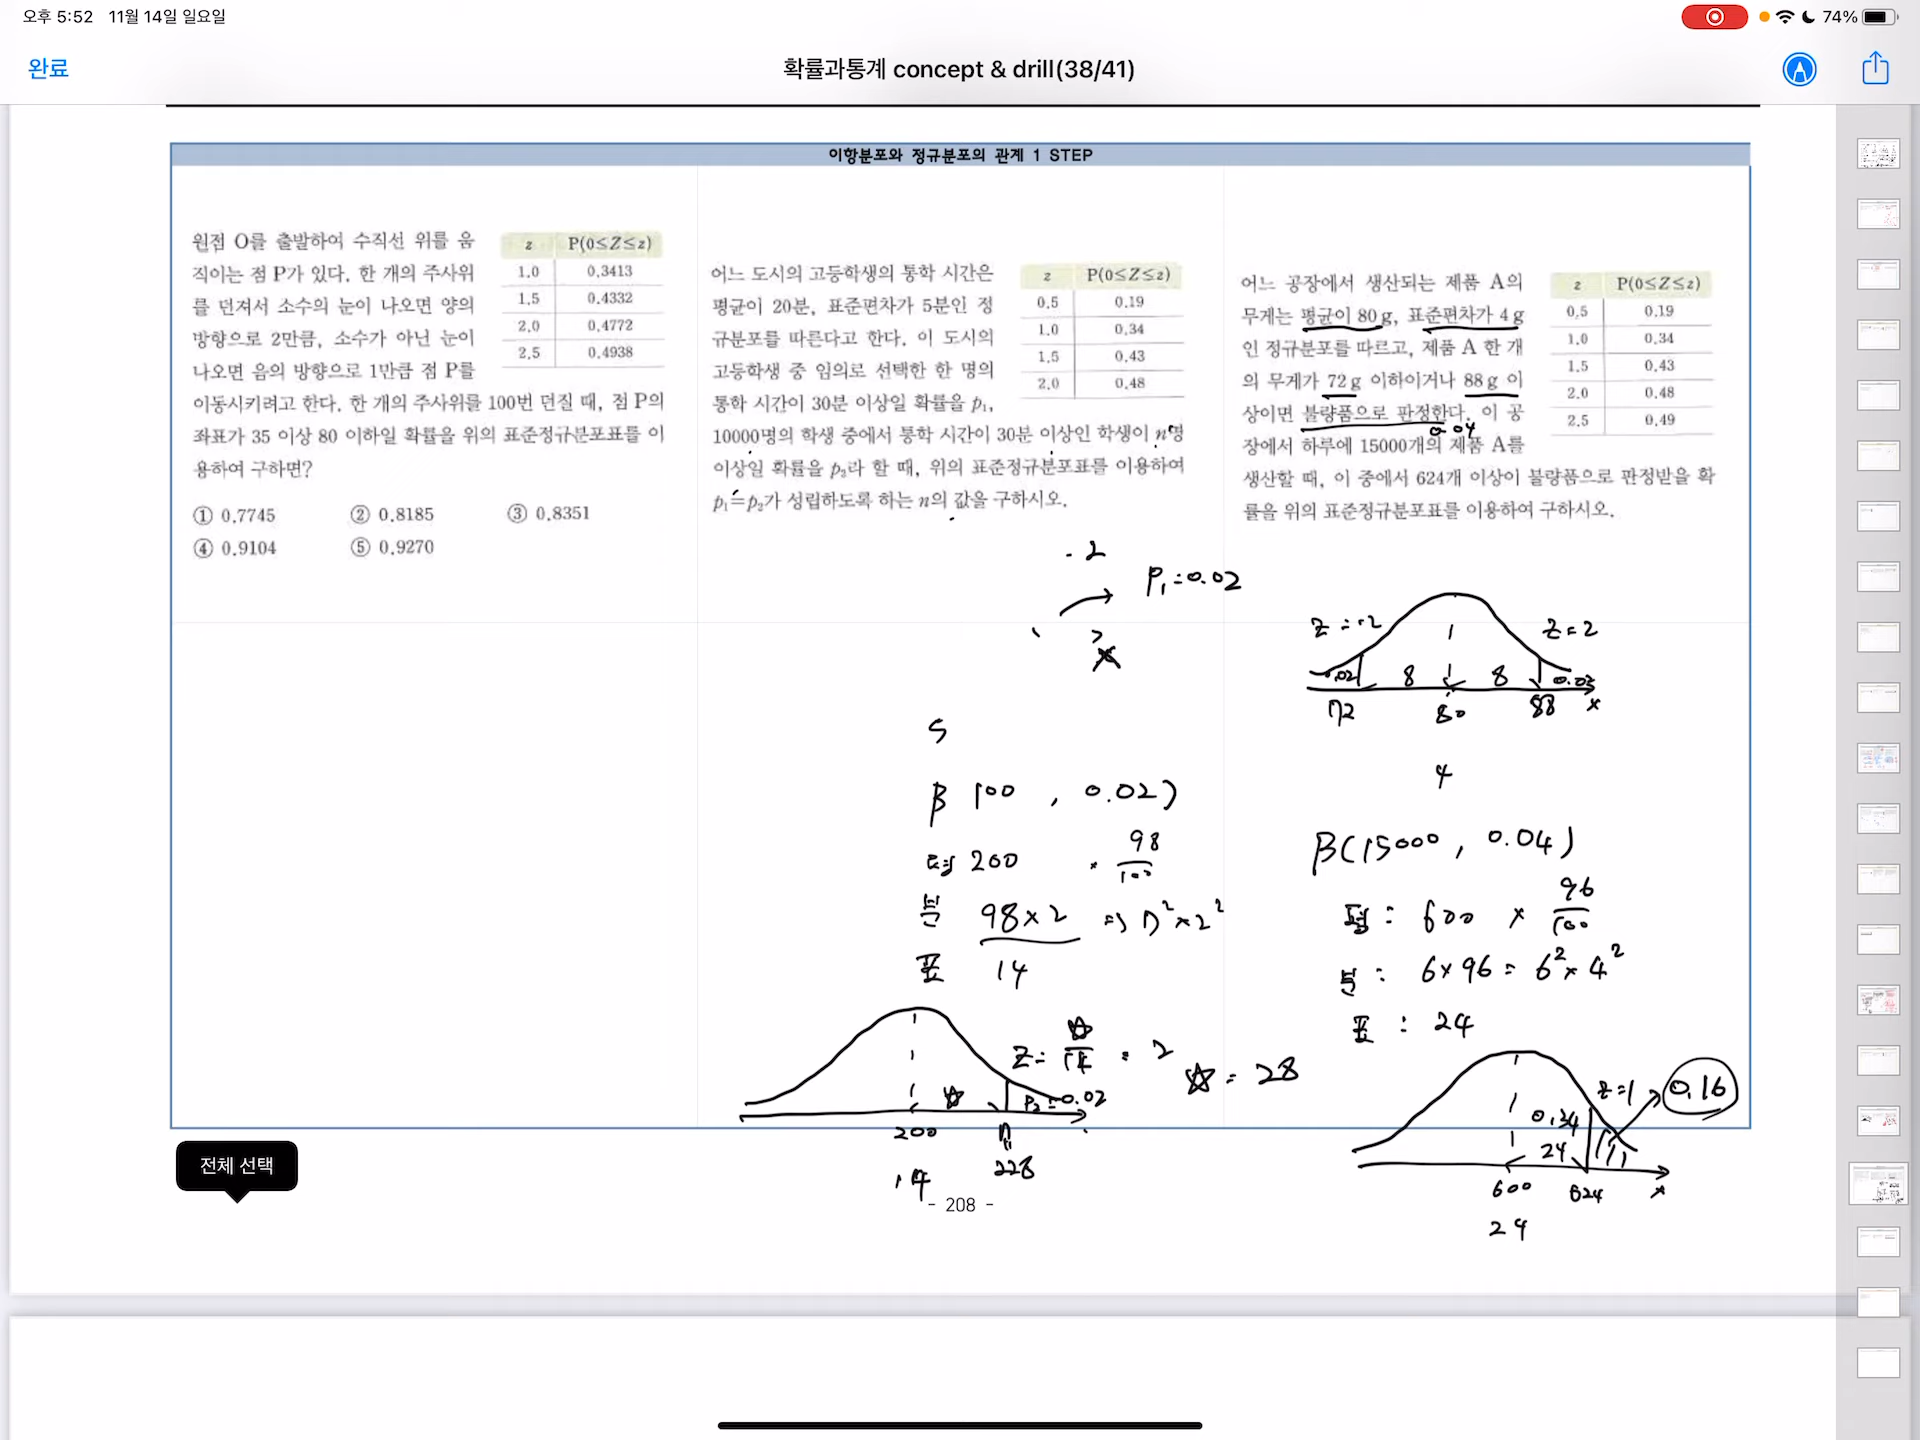 오후 5:52 11월 14일 일요일
74%
완료
확률과통계 concept & drill(38/41)
이항분포와 정규분포의 관계 1 STEP
원점 O를 출발하여 수직선 위를 움
직이는 점 P가 있다. 한 개의 주사위
를 던져서 소수의 눈이 나오면 양의
방향으로 2만큼, 소수가 아닌 눈이
나오면 음의 방향으로 1만큼 점 P를
이동시키려고 한다. 한 개의 주사위를 100번 던질 때, 점 P의
좌표가 35 이상 80 이하일 확률을 위의 표준정규분포표를 이
용하여 구하면?
z P(0≤Z≤z)
1.0 0.3413
1.5 0.4332
2.0 0.4772
2.5 0.4938
① 0.7745 ② 0.8185 ③ 0.8351
④ 0.9104 ⑤ 0.9270
어느 도시의 고등학생의 통학 시간은
평균이 20분, 표준편차가 5분인 정
규분포를 따른다고 한다. 이 도시의
고등학생 중 임의로 선택한 한 명의
통학 시간이 30분 이상일 확률을 p₁,
10000명의 학생 중에서 통학 시간이 30분 이상인 학생이 n명
이상일 확률을 p₂라 할 때, 위의 표준정규분포표를 이용하여
p₁=p₂가 성립하도록 하는 n의 값을 구하시오.
z P(0≤Z≤z)
0.5 0.19
1.0 0.34
1.5 0.43
2.0 0.48
-2
P₁=0.02
5
B 100 , 0.02)
평 200 × 98/100
분 98×2 => 7²×2²
표 14
Z= ☆/14 = 2
☆ = 28
☆
P₂=0.02
200 n
228
14
어느 공장에서 생산되는 제품 A의
무게는 평균이 80g, 표준편차가 4g
인 정규분포를 따르고, 제품 A 한 개
의 무게가 72g 이하이거나 88g 이
상이면 불량품으로 판정한다. 이 공
0.04
장에서 하루에 15000개의 제품 A를
생산할 때, 이 중에서 624개 이상이 불량품으로 판정받을 확
률을 위의 표준정규분포표를 이용하여 구하시오.
z P(0≤Z≤z)
0.5 0.19
1.0 0.34
1.5 0.43
2.0 0.48
2.5 0.49
Z=-2 Z=2
0.02 8 8 0.02
72 80 88 x
4
B(15000, 0.04)
평: 600 × 96/100
분: 6×96= 6²×4²
표: 24
Z=1 0.16
0.34
24
600 624 x
24
전체 선택
- 208 -